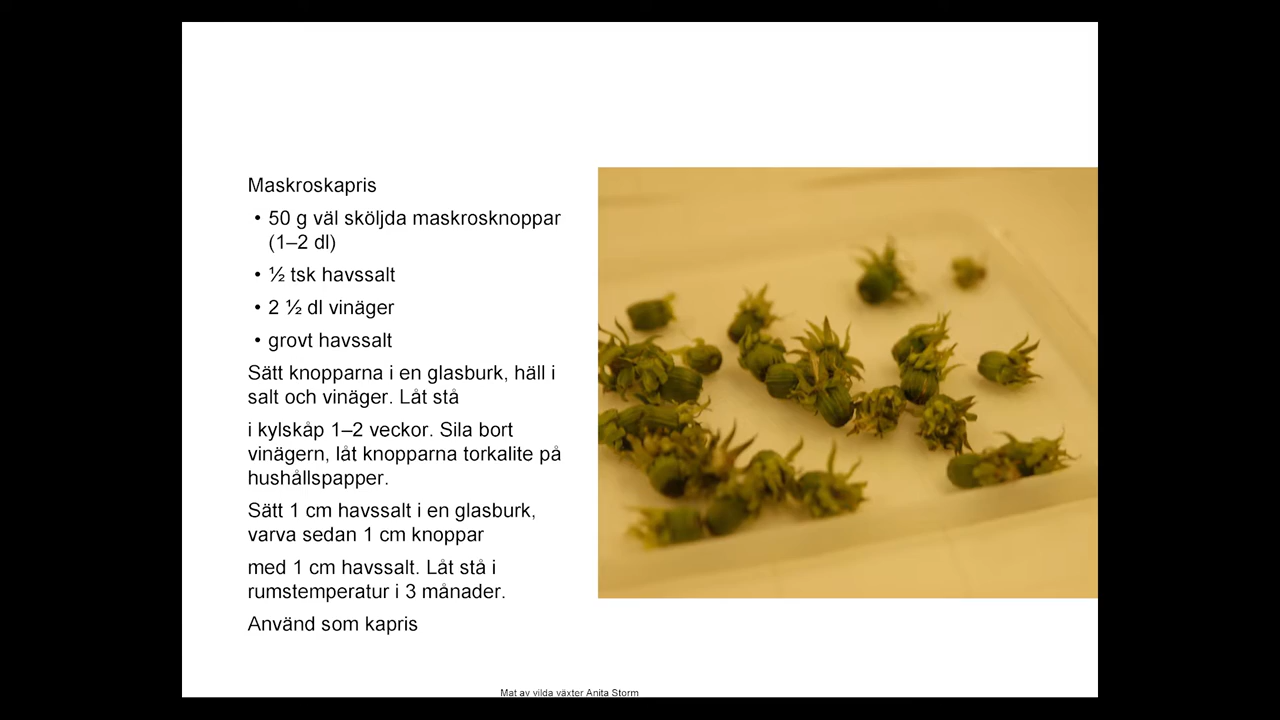 Maskroskapris
• 50 g väl sköljda maskrosknoppar
(1–2 dl)
• ½ tsk havssalt
• 2 ½ dl vinäger
• grovt havssalt
Sätt knopparna i en glasburk, häll i
salt och vinäger. Låt stå
i kylskåp 1–2 veckor. Sila bort
vinägern, låt knopparna torkalite på
hushållspapper.
Sätt 1 cm havssalt i en glasburk,
varva sedan 1 cm knoppar
med 1 cm havssalt. Låt stå i
rumstemperatur i 3 månader.
Använd som kapris
Mat av vilda växter Anita Storm